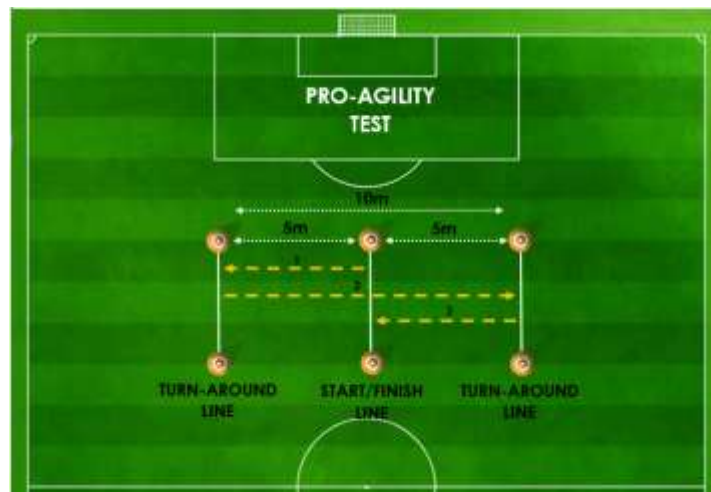 PRO-AGILITY
TEST
10m
5m 5m
1
2
3
TURN-AROUND START/FINISH TURN-AROUND
LINE LINE LINE